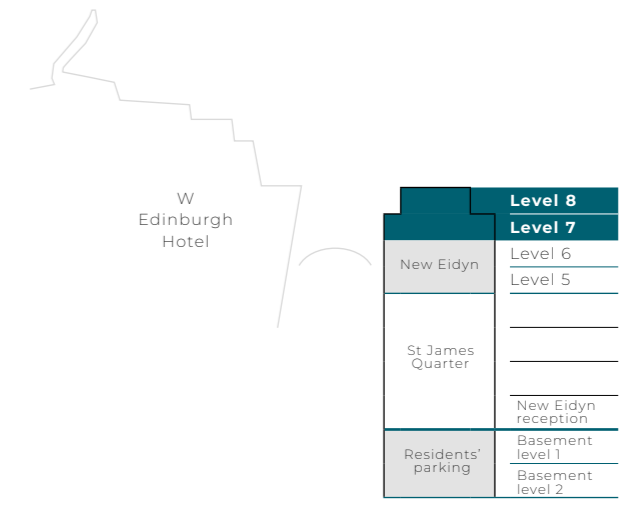 W
Edinburgh
Hotel
Level 8
Level 7
New Eidyn
Level 6
Level 5
St James
Quarter
New Eidyn
reception
Residents’
parking
Basement
level 1
Basement
level 2